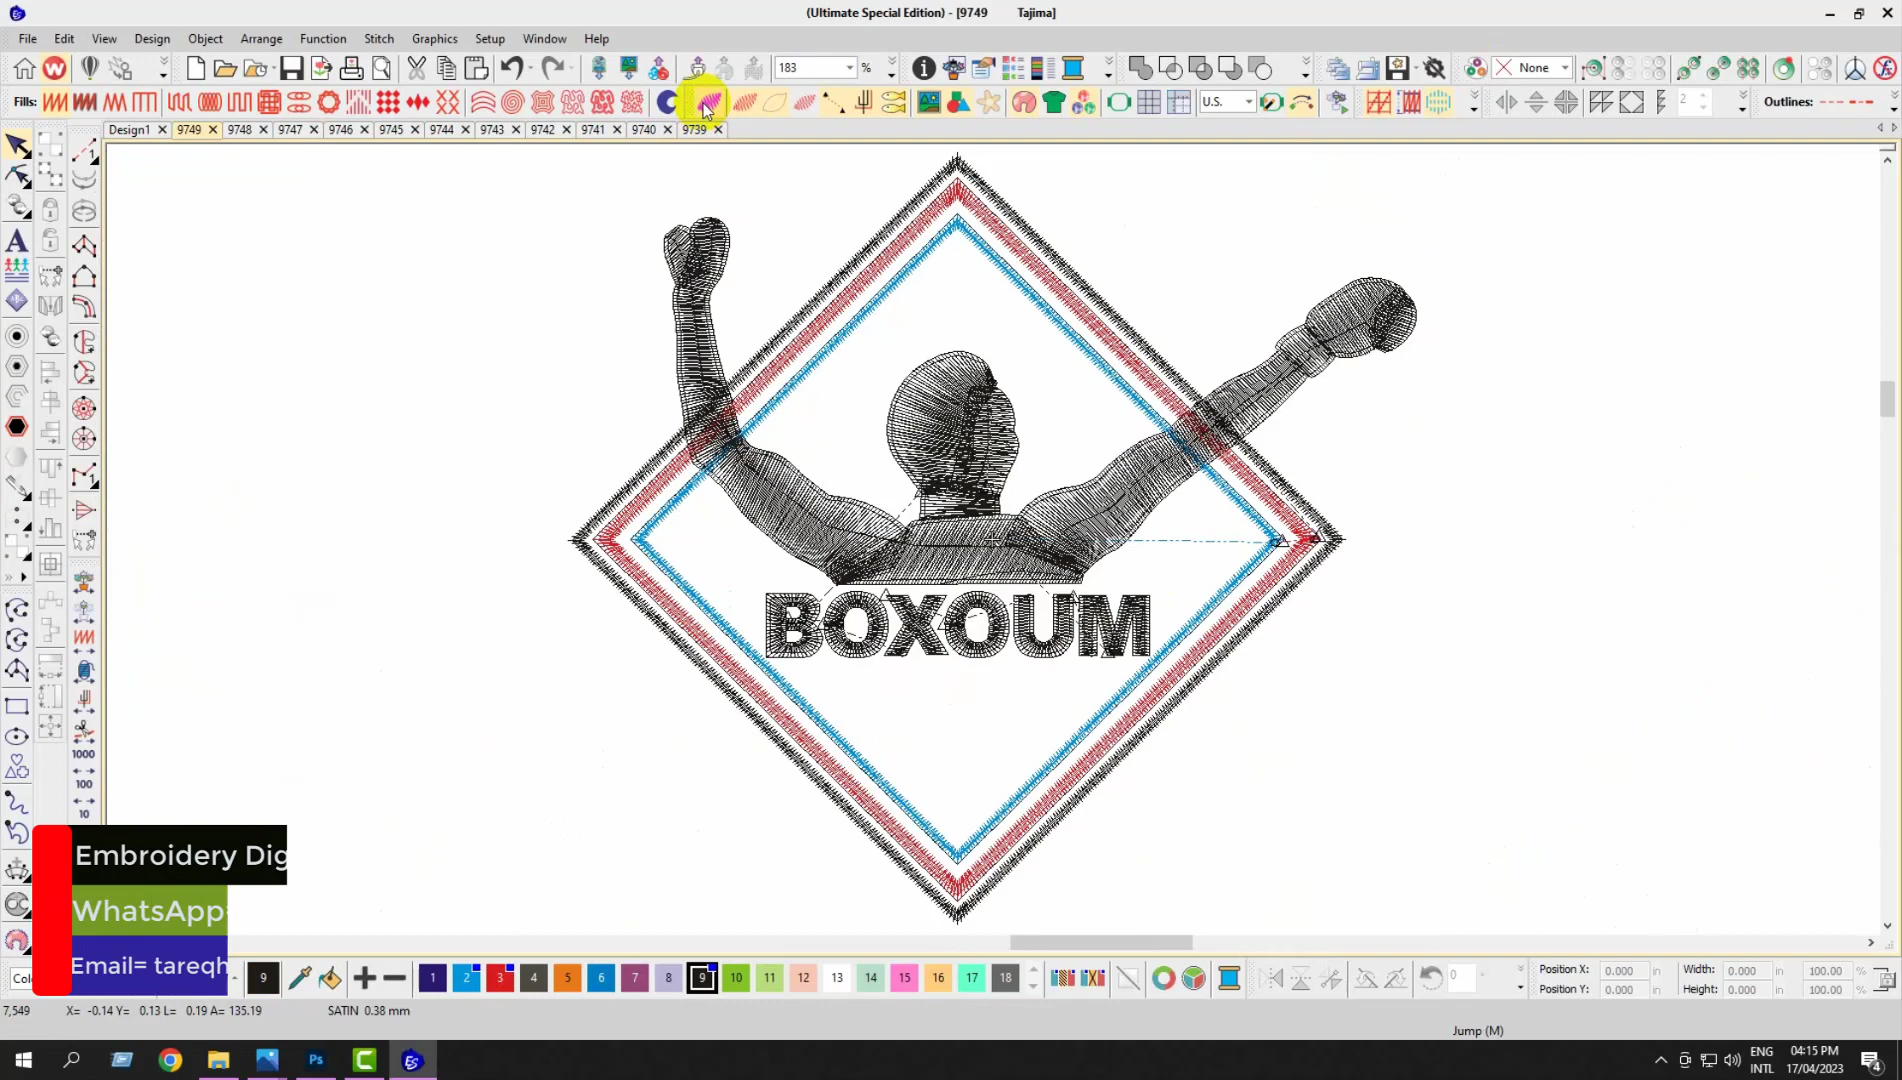 (Ultimate Special Edition) - [9749 Tajima]
File Edit View Design Object Arrange Function Stitch Graphics Setup Window Help
183 %
None
Fills:
U.S.
2
Outlines:
Design1 9749 9748 9747 9746 9745 9744 9743 9742 9741 9740 9739
BOXOUM
1000
100
10
Embroidery Dig
WhatsApp
Email= tareqh
9 1 2 3 4 5 6 7 8 9 10 11 12 13 14 15 16 17 18
0
Position X: 0.000 in Width: 0.000 in 100.00 %
Position Y: 0.000 in Height: 0.000 in 100.00 %
7,549 X= -0.14 Y= 0.13 L= 0.19 A= 135.19 SATIN 0.38 mm
Jump (M)
Ps
ES
ENG
INTL
04:15 PM
17/04/2023
4